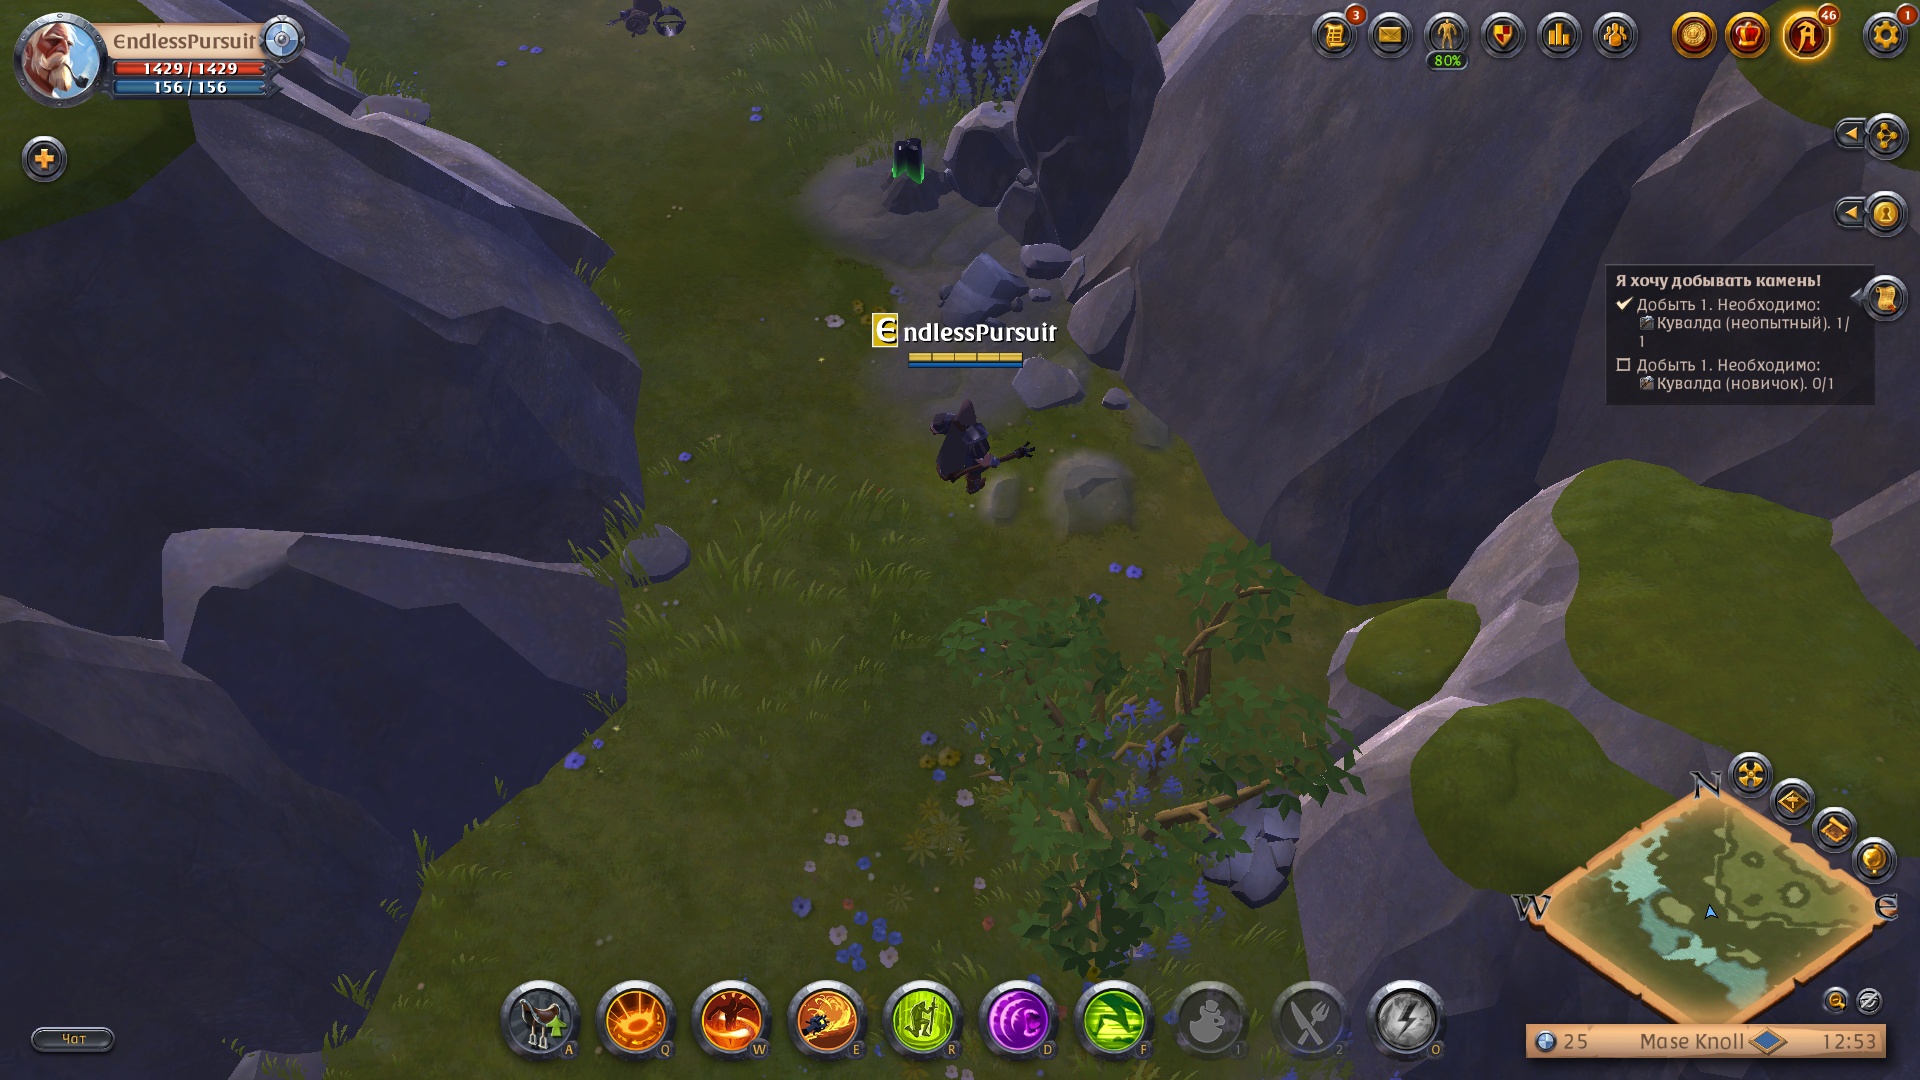 EndlessPursuit
1429 / 1429
156 / 156
3
80%
46
1
Я хочу добывать камень!
Добыть 1. Необходимо:
Кувалда (неопытный). 1/
1
Добыть 1. Необходимо:
Кувалда (новичок). 0/1
EndlessPursuit
N
W
E
Чат
A
Q
W
E
R
D
F
1
2
O
25
Mase Knoll
12:53